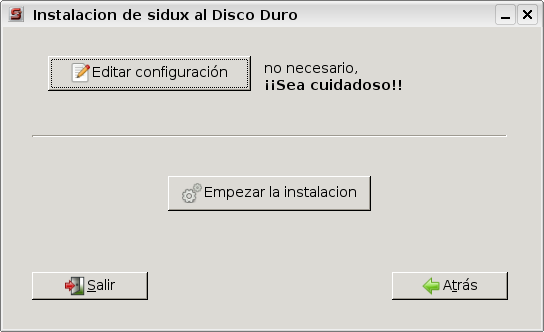 Instalacion de sidux al Disco Duro
Editar configuración
no necesario,
¡¡Sea cuidadoso!!
Empezar la instalacion
Salir
Atrás